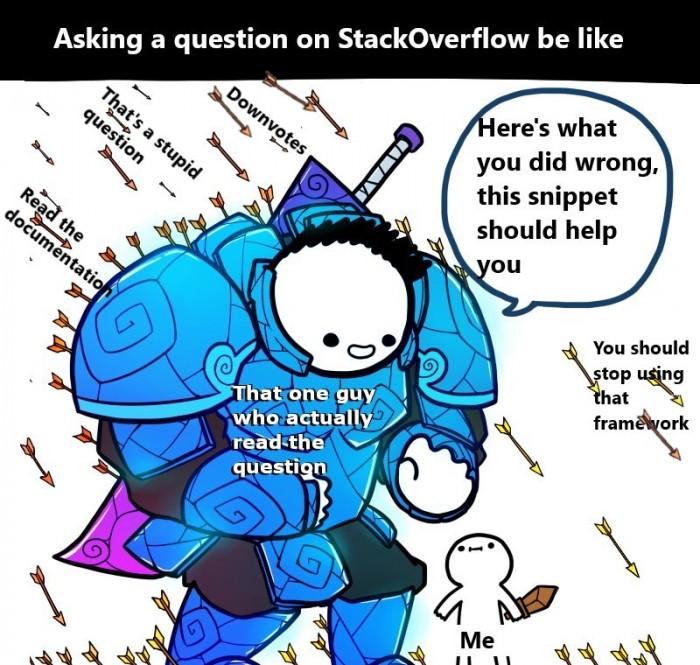 Asking a question on StackOverflow be like
That's a stupid
question
Downvotes
Read the
documentation
Here's what
you did wrong,
this snippet
should help
you
You should
stop using
that
framework
That one guy
who actually
read the
question
Me